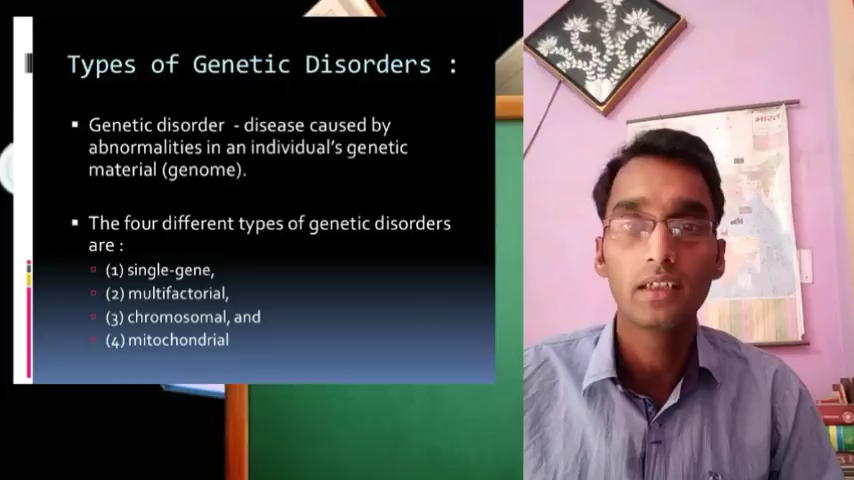 Types of Genetic Disorders :
▪ Genetic disorder - disease caused by
abnormalities in an individual's genetic
material (genome).
▪ The four different types of genetic disorders
are :
▫ (1) single-gene,
▫ (2) multifactorial,
▫ (3) chromosomal, and
▫ (4) mitochondrial
भारत